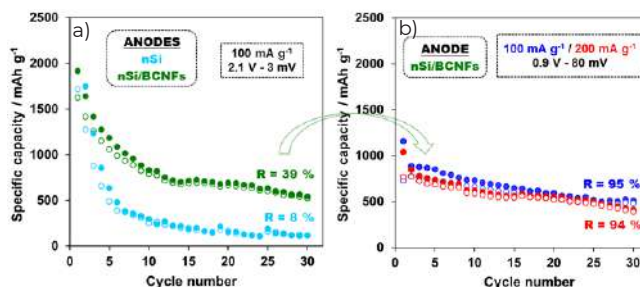 a)
ANODES
nSi
nSi/BCNFs
100 mA g⁻¹
2.1 V - 3 mV
R = 39 %
R = 8 %
2500
2000
1500
1000
500
0
0 5 10 15 20 25 30
Specific capacity / mAh g⁻¹
Cycle number
b)
ANODE
nSi/BCNFs
100 mA g⁻¹ / 200 mA g⁻¹
0.9 V - 80 mV
R = 95 %
R = 94 %
2500
2000
1500
1000
500
0
0 5 10 15 20 25 30
Specific capacity / mAh g⁻¹
Cycle number